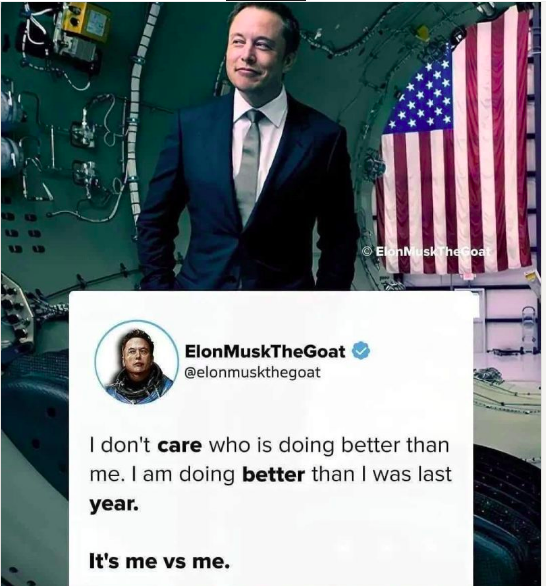 © ElonMuskTheGoat
ElonMuskTheGoat
@elonmuskthegoat
I don't care who is doing better than
me. I am doing better than I was last
year.
It's me vs me.